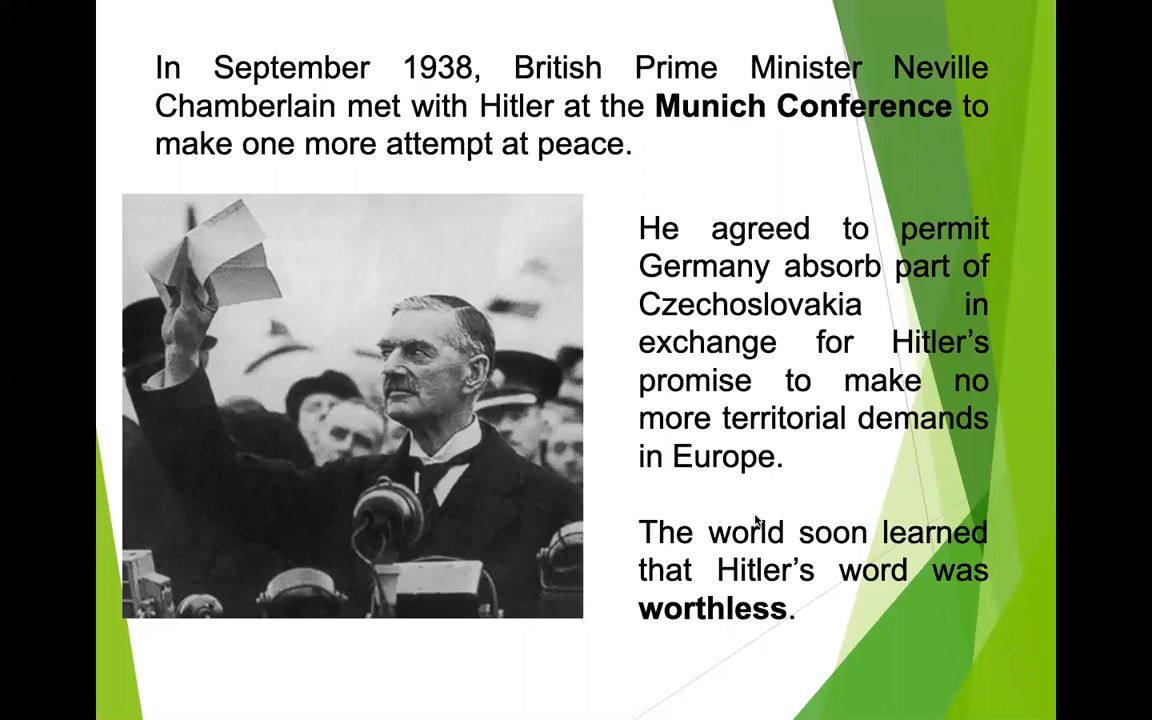 In September 1938, British Prime Minister Neville
Chamberlain met with Hitler at the Munich Conference to
make one more attempt at peace.
He agreed to permit
Germany absorb part of
Czechoslovakia in
exchange for Hitler’s
promise to make no
more territorial demands
in Europe.
The world soon learned
that Hitler’s word was
worthless.